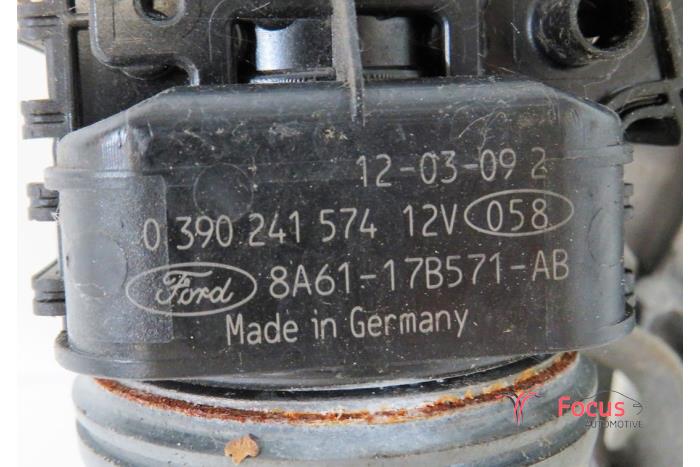 12-03-09 2
0 390 241 574 12V 058
Ford 8A61-17B571-AB
Made in Germany
Focus
AUTOMOTIVE